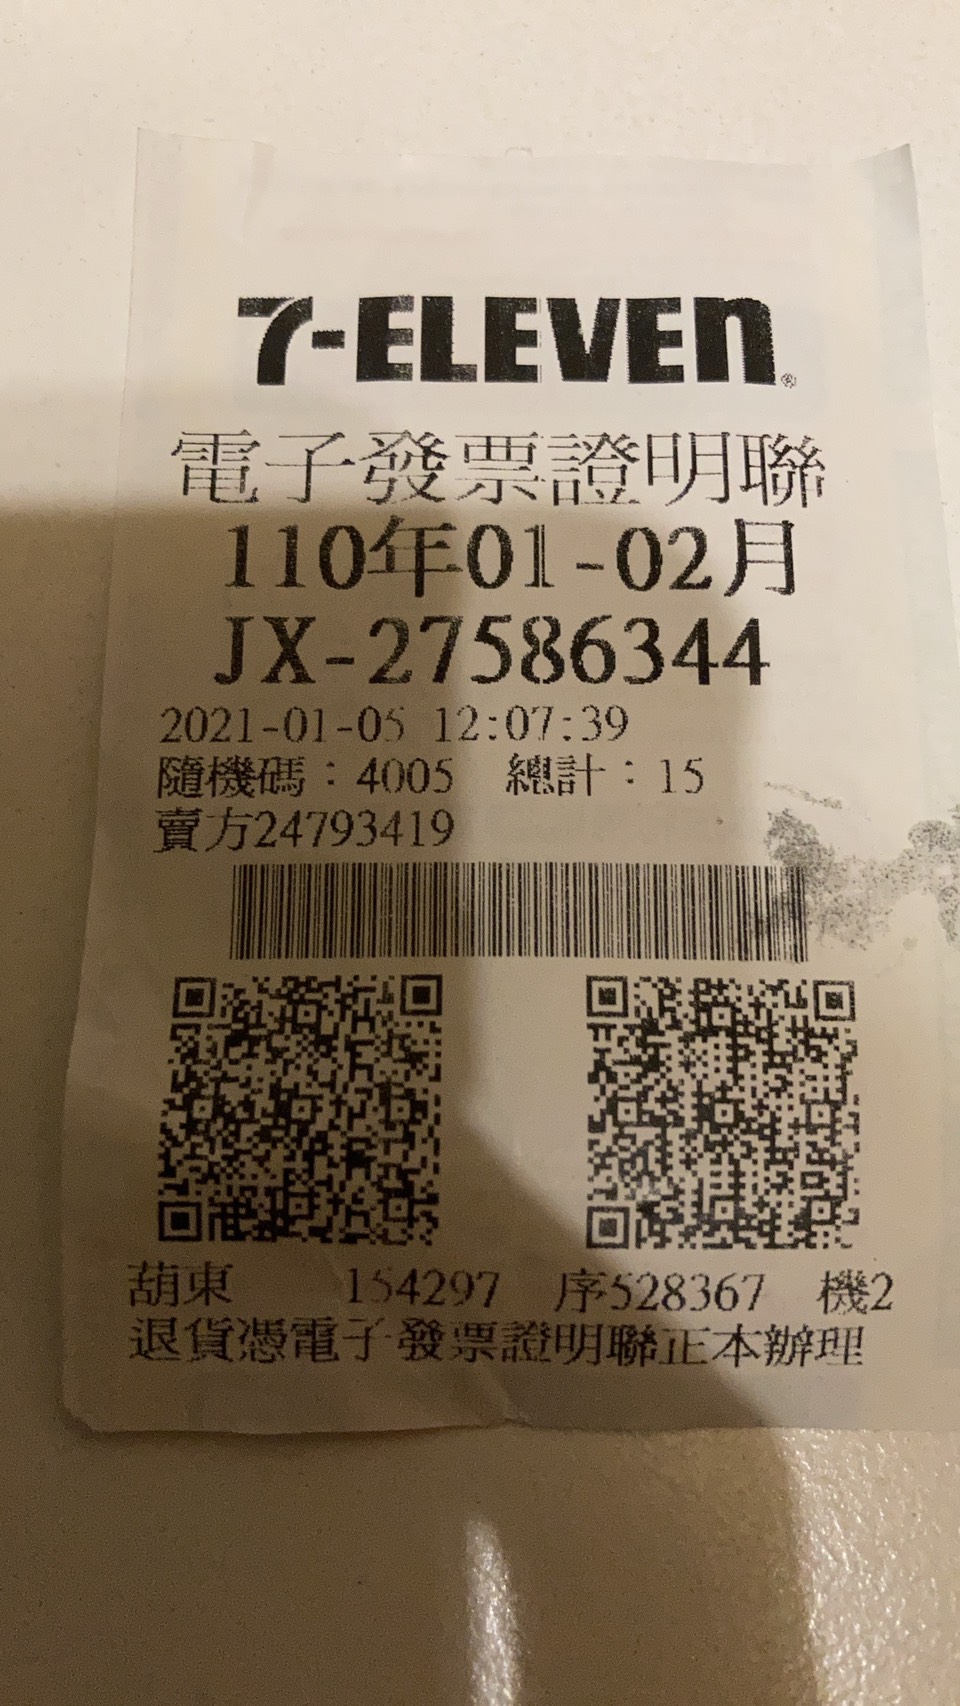 7-ELEVEn®
電子發票證明聯
110年01-02月
JX-27586344
2021-01-05 12:07:39
隨機碼：4005 總計：15
賣方24793419
葫東 154297 序528367 機2
退貨憑電子發票證明聯正本辦理